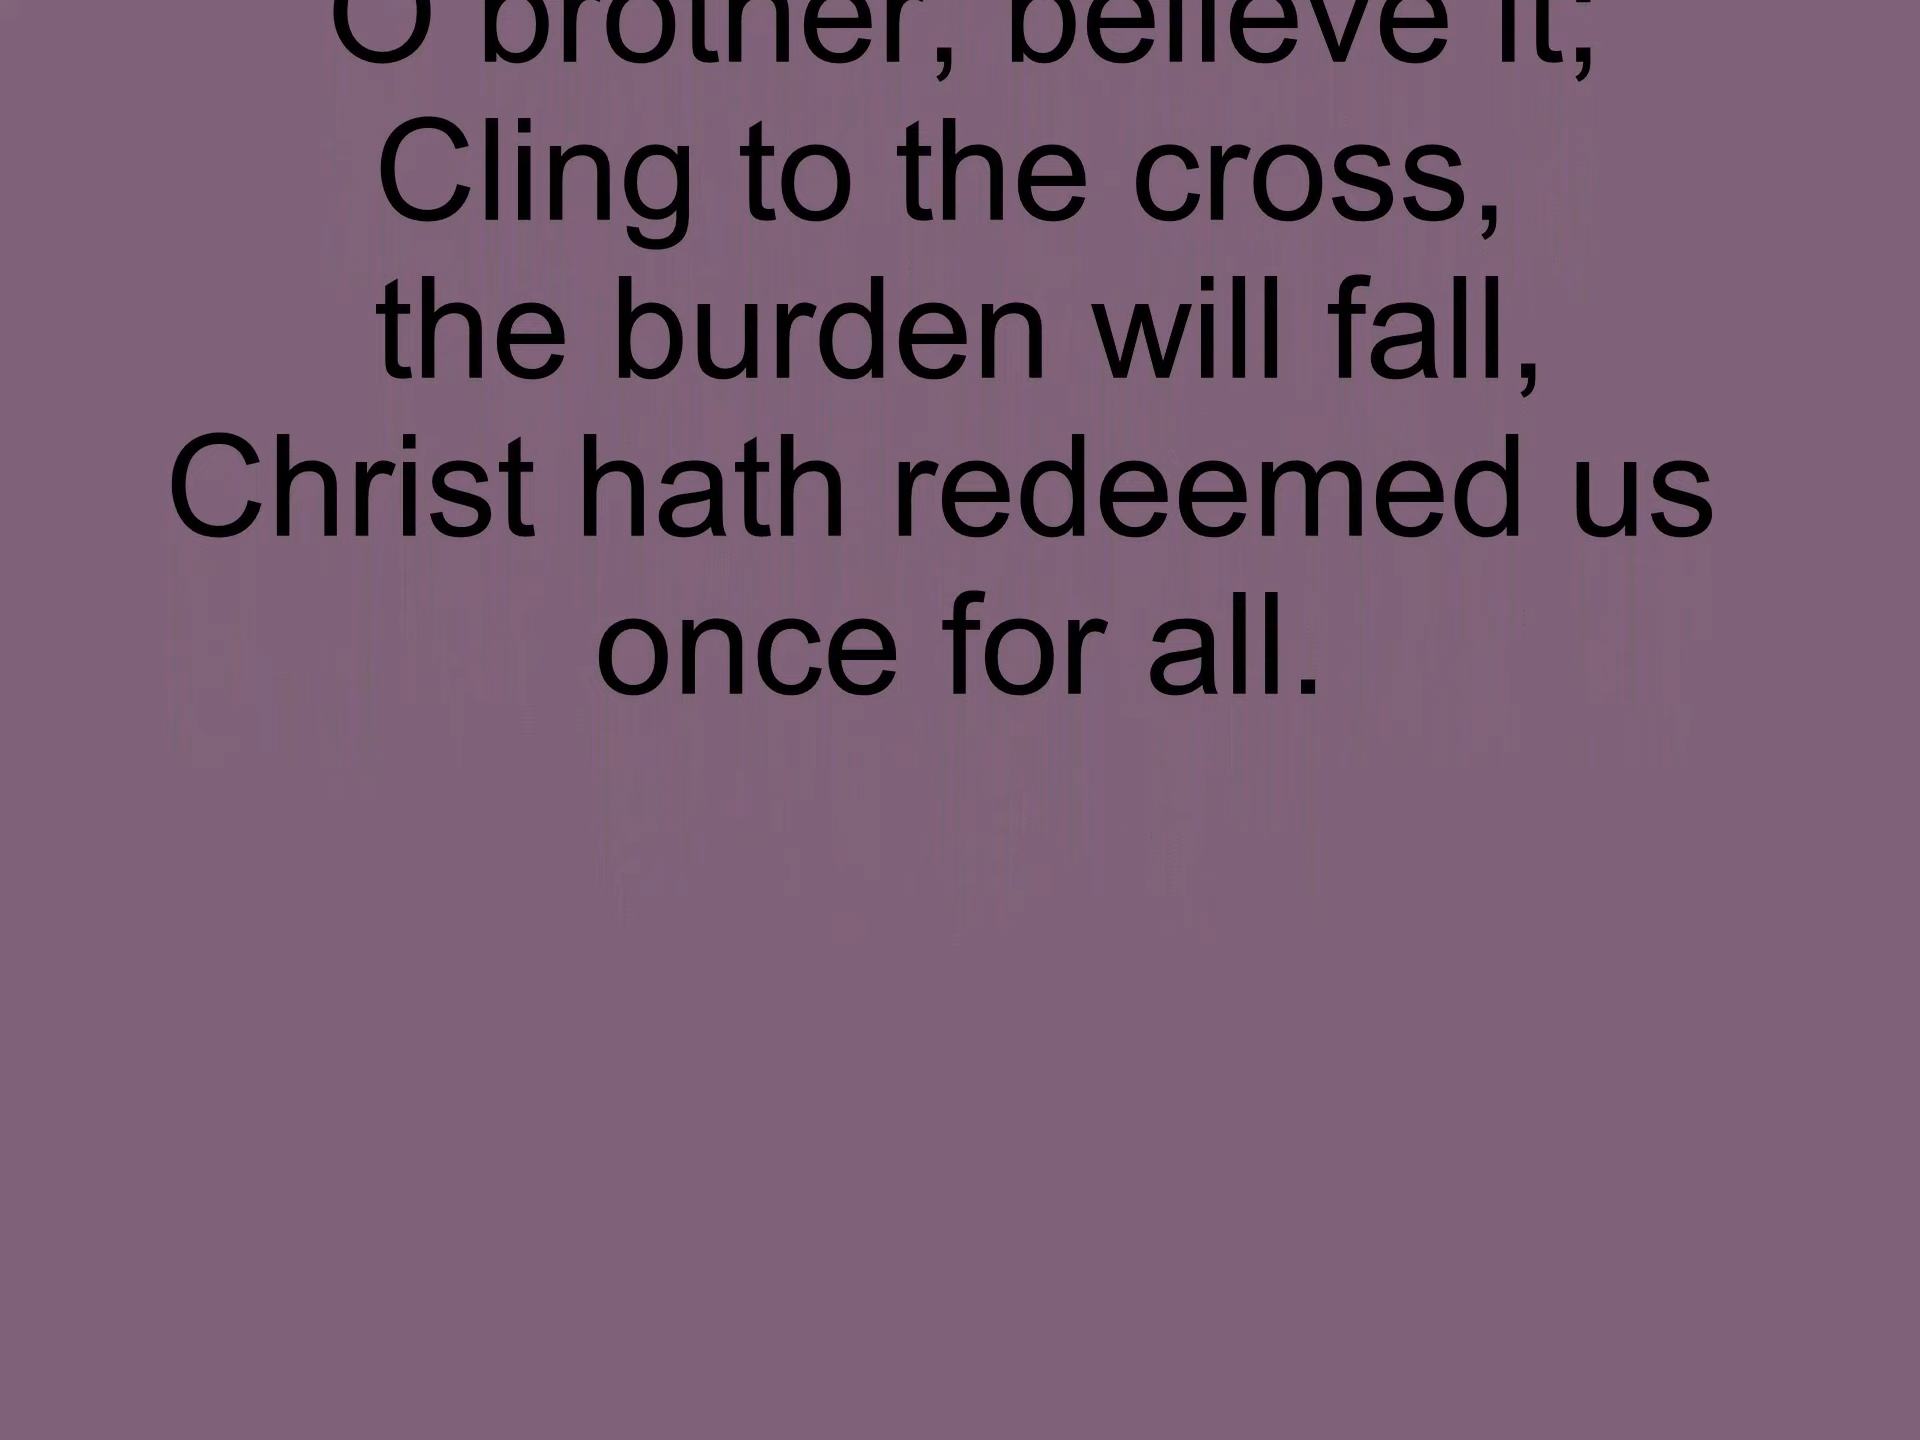 O brother, believe it;
Cling to the cross,
the burden will fall,
Christ hath redeemed us
once for all.